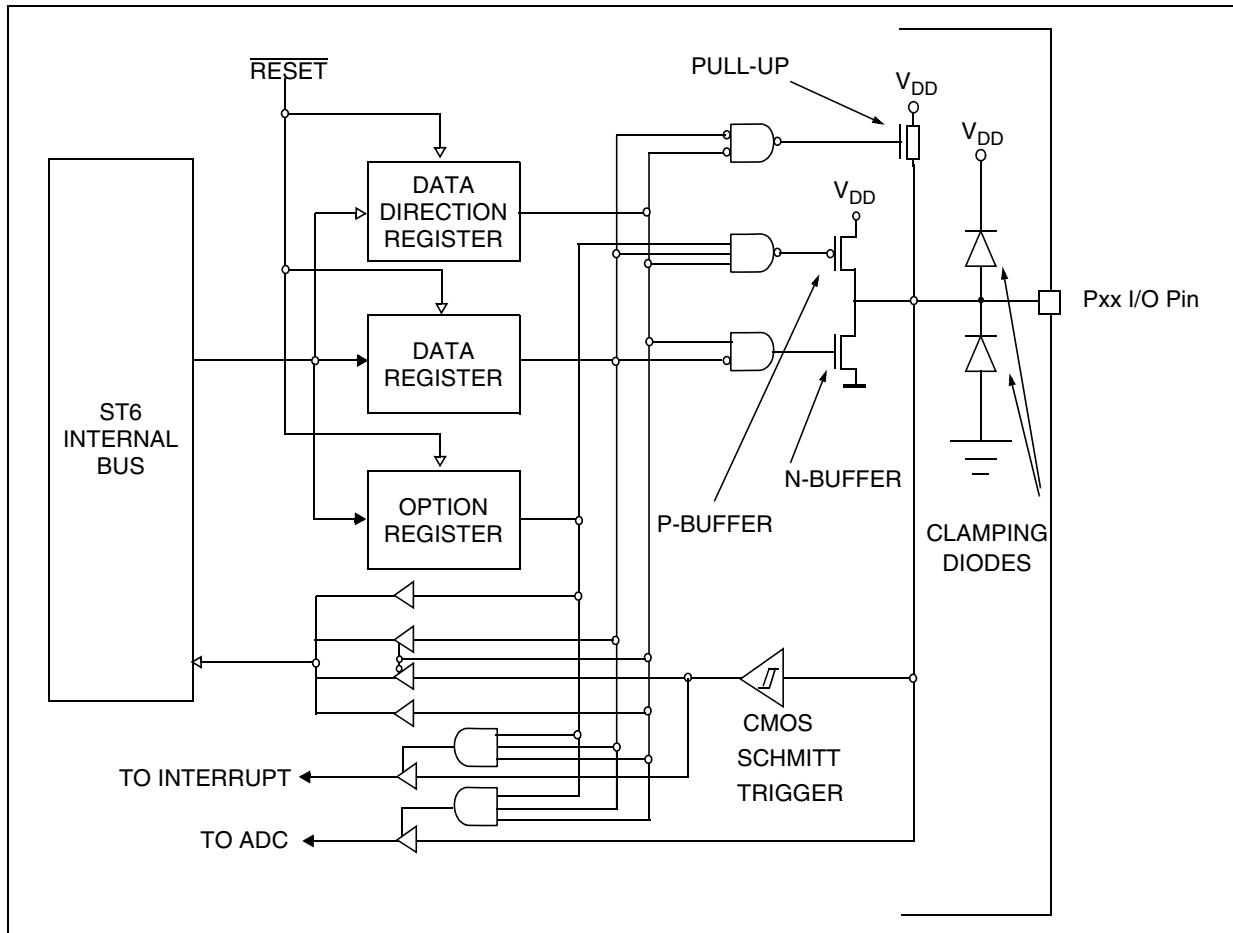 RESET
PULL-UP
VDD
VDD
DATA
DIRECTION
REGISTER
VDD
Pxx I/O Pin
DATA
REGISTER
ST6
INTERNAL
BUS
N-BUFFER
OPTION
REGISTER
P-BUFFER
CLAMPING
DIODES
CMOS
SCHMITT
TRIGGER
TO INTERRUPT
TO ADC